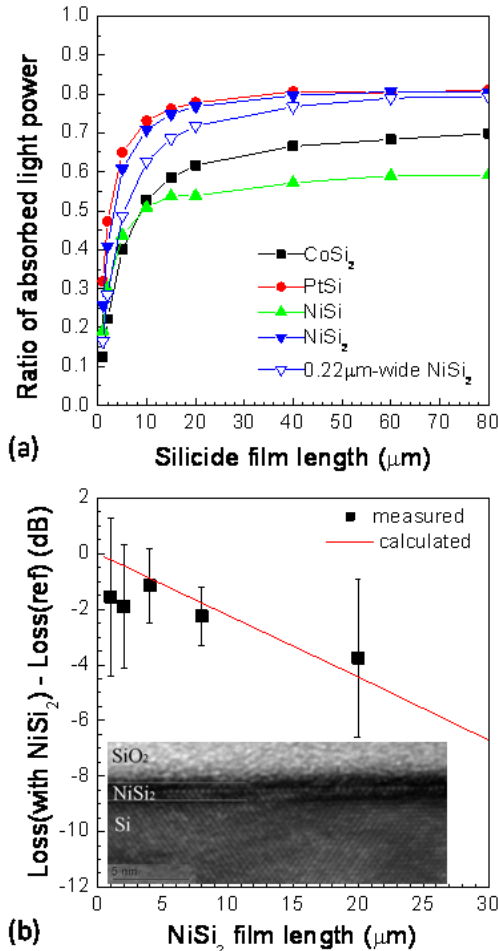 1.0
0.9
0.8
0.7
0.6
0.5
0.4
0.3
0.2
0.1
0.0
Ratio of absorbed light power
CoSi₂
PtSi
NiSi
NiSi₂
0.22μm-wide NiSi₂
0 10 20 30 40 50 60 70 80
(a) Silicide film length (μm)
2
0
-2
-4
-6
-8
-10
-12
Loss(with NiSi₂) - Loss(ref) (dB)
measured
calculated
SiO₂
NiSi₂
Si
5 nm
0 5 10 15 20 25 30
(b) NiSi₂ film length (μm)